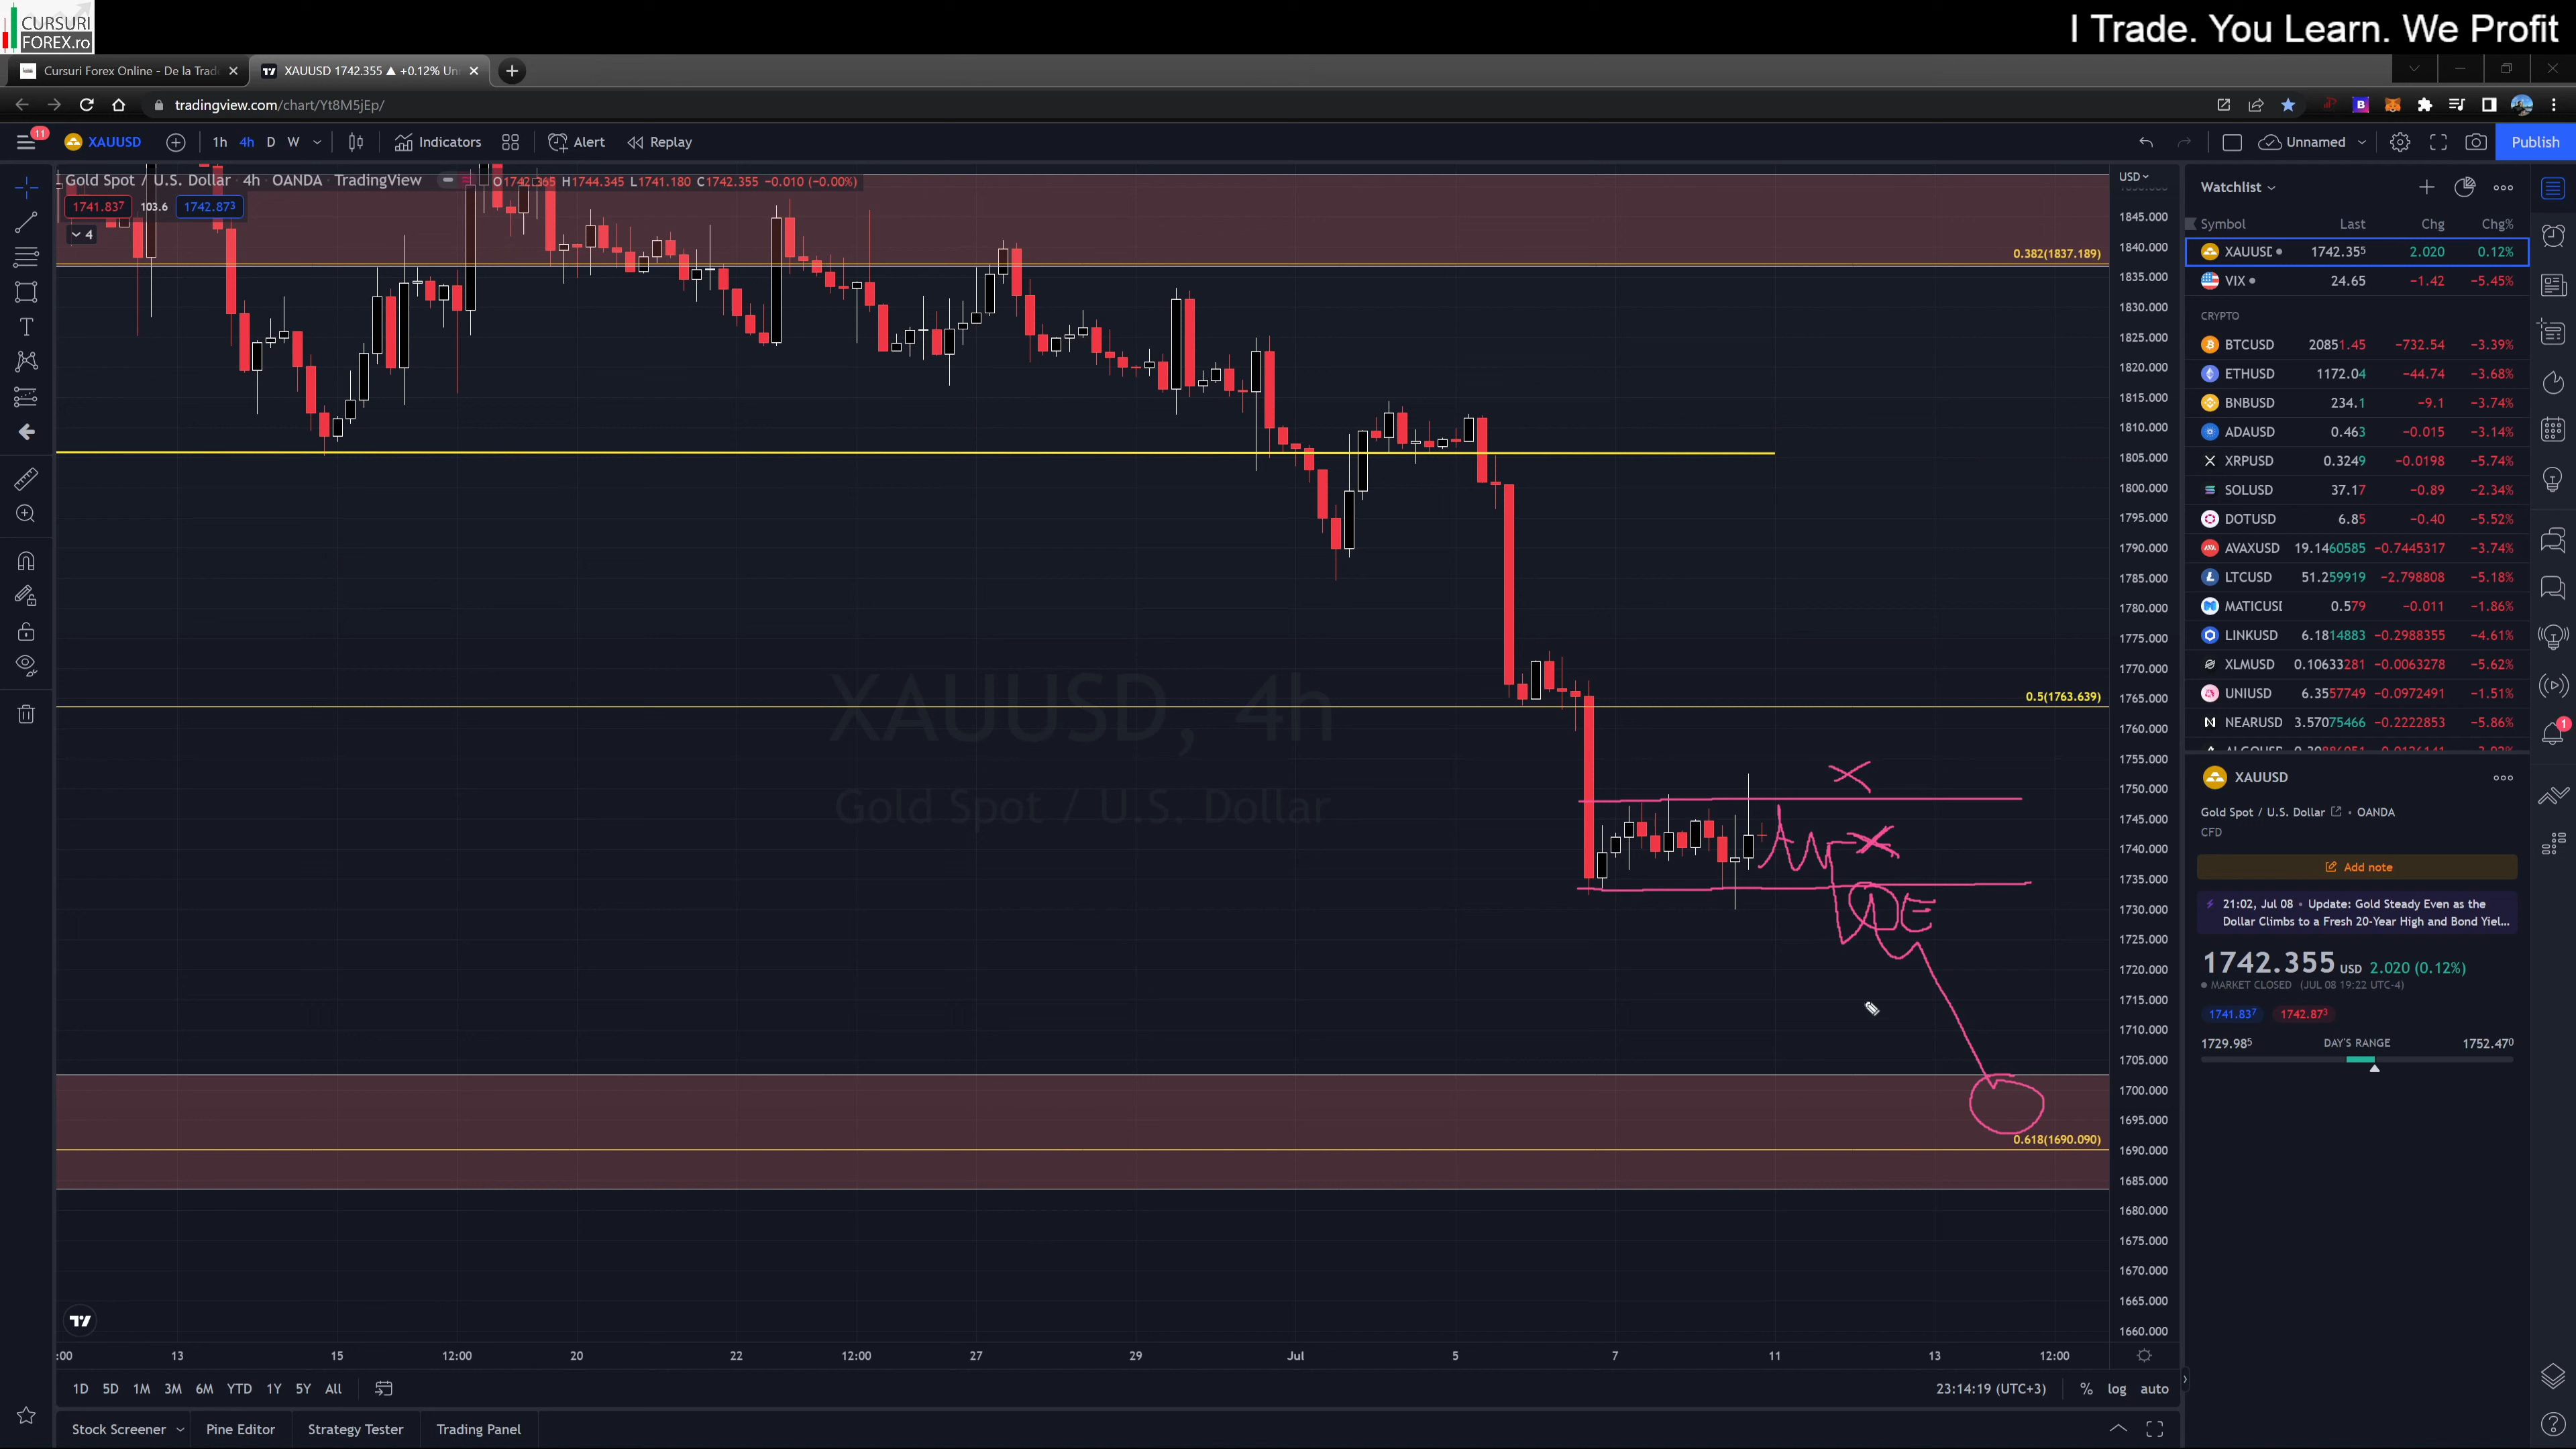 CURSURI
FOREX.ro
I Trade. You Learn. We Profit
Cursuri Forex Online - De la Trad
XAUUSD 1742.355 ▲ +0.12% Un
tradingview.com/chart/Yt8M5jEp/
11
XAUUSD
1h 4h D W
Indicators
Alert
Replay
Unnamed
Publish
Gold Spot / U.S. Dollar · 4h · OANDA · TradingView
O1742.365 H1744.345 L1741.180 C1742.355 −0.010 (−0.00%)
1741.837 103.6 1742.873
4
XAUUSD, 4h
Gold Spot / U.S. Dollar
0.382(1837.189)
0.5(1763.639)
0.618(1690.090)
USD
1845.000
1840.000
1835.000
1830.000
1825.000
1820.000
1815.000
1810.000
1805.000
1800.000
1795.000
1790.000
1785.000
1780.000
1775.000
1770.000
1765.000
1760.000
1755.000
1750.000
1745.000
1740.000
1735.000
1730.000
1725.000
1720.000
1715.000
1710.000
1705.000
1700.000
1695.000
1690.000
1685.000
1680.000
1675.000
1670.000
1665.000
1660.000
:00 13 15 12:00 20 22 12:00 27 29 Jul 5 7 11 13 12:00
1D 5D 1M 3M 6M YTD 1Y 5Y All
23:14:19 (UTC+3) % log auto
Stock Screener Pine Editor Strategy Tester Trading Panel
Watchlist
Symbol Last Chg Chg%
XAUUSD 1742.355 2.020 0.12%
VIX 24.65 −1.42 −5.45%
CRYPTO
BTCUSD 20851.45 −732.54 −3.39%
ETHUSD 1172.04 −44.74 −3.68%
BNBUSD 234.1 −9.1 −3.74%
ADAUSD 0.463 −0.015 −3.14%
XRPUSD 0.3249 −0.0198 −5.74%
SOLUSD 37.17 −0.89 −2.34%
DOTUSD 6.85 −0.40 −5.52%
AVAXUSD 19.1460585 −0.7445317 −3.74%
LTCUSD 51.259919 −2.798808 −5.18%
MATICUSI 0.579 −0.011 −1.86%
LINKUSD 6.1814883 −0.2988355 −4.61%
XLMUSD 0.10633281 −0.0063278 −5.62%
UNIUSD 6.3557749 −0.0972491 −1.51%
NEARUSD 3.57075466 −0.2222853 −5.86%
XAUUSD
Gold Spot / U.S. Dollar · OANDA
CFD
Add note
21:02, Jul 08 • Update: Gold Steady Even as the
Dollar Climbs to a Fresh 20-Year High and Bond Yiel...
1742.355 USD 2.020 (0.12%)
MARKET CLOSED (JUL 08 19:22 UTC-4)
1741.837 1742.873
1729.985 DAY'S RANGE 1752.470
1